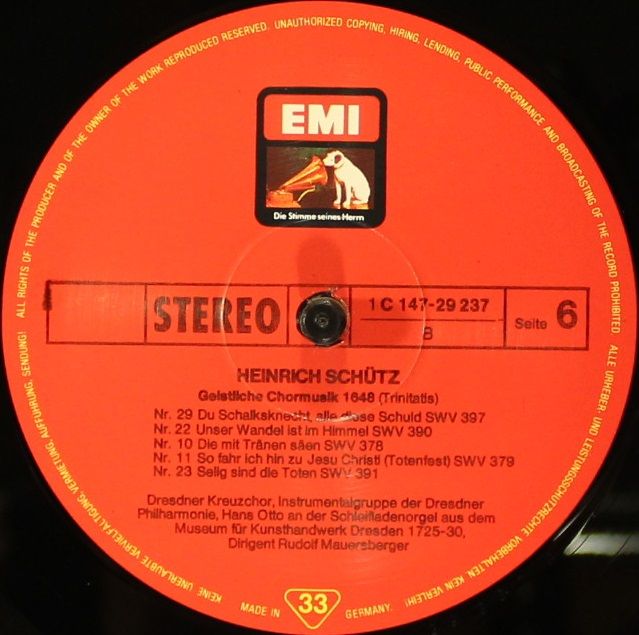 ALL RIGHTS OF THE PRODUCER AND OF THE OWNER OF THE WORK REPRODUCED RESERVED. UNAUTHORIZED COPYING, HIRING, LENDING, PUBLIC PERFORMANCE AND BROADCASTING OF THE RECORD PROHIBITED
ALLE URHEBER- UND LEISTUNGSSCHUTZRECHTE VORBEHALTEN. KEIN VERLEIH! KEINE UNERLAUBTE VERVIELFÄLTIGUNG, VERMIETUNG, AUFFÜHRUNG, SENDUNG!
EMI
Die Stimme seines Herrn
STEREO
1 C 147-29 237
B
Seite 6
HEINRICH SCHÜTZ
Geistliche Chormusik 1648 (Trinitatis)
Nr. 29 Du Schalksknecht, alle diese Schuld SWV 397
Nr. 22 Unser Wandel ist im Himmel SWV 390
Nr. 10 Die mit Tränen säen SWV 378
Nr. 11 So fahr ich hin zu Jesu Christi (Totenfest) SWV 379
Nr. 23 Selig sind die Toten SWV 391
Dresdner Kreuzchor, Instrumentalgruppe der Dresdner
Philharmonie, Hans Otto an der Schleifladenorgel aus dem
Museum für Kunsthandwerk Dresden 1725-30,
Dirigent Rudolf Mauersberger
MADE IN 33 GERMANY.